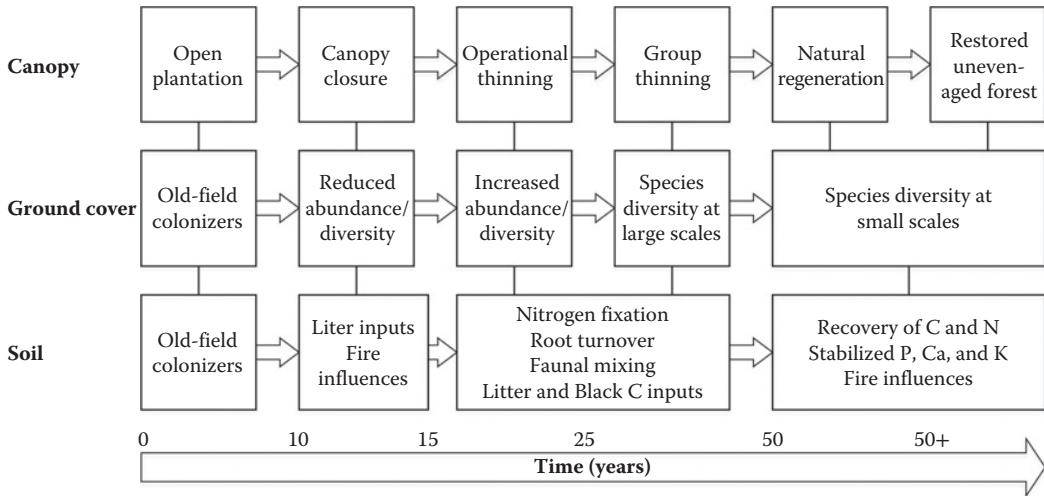 Canopy
Open
plantation
Canopy
closure
Operational
thinning
Group
thinning
Natural
regeneration
Restored
uneven-
aged forest
Ground cover
Old-field
colonizers
Reduced
abundance/
diversity
Increased
abundance/
diversity
Species
diversity at
large scales
Species diversity at
small scales
Soil
Old-field
colonizers
Liter inputs
Fire
influences
Nitrogen fixation
Root turnover
Faunal mixing
Litter and Black C inputs
Recovery of C and N
Stabilized P, Ca, and K
Fire influences
0 10 15 25 50 50+
Time (years)